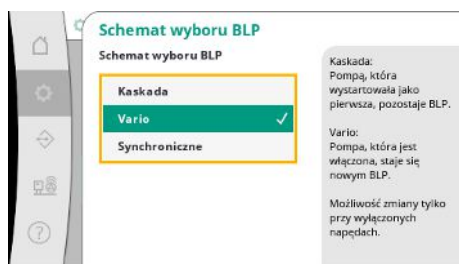 Schemat wyboru BLP
Schemat wyboru BLP
Kaskada
Vario
Synchroniczne
Kaskada:
Pompą, która
wystartowała jako
pierwsza, pozostaje BLP.
Vario:
Pompa, która jest
włączona, staje się
nowym BLP.
Możliwość zmiany tylko
przy wyłączonych
napędach.